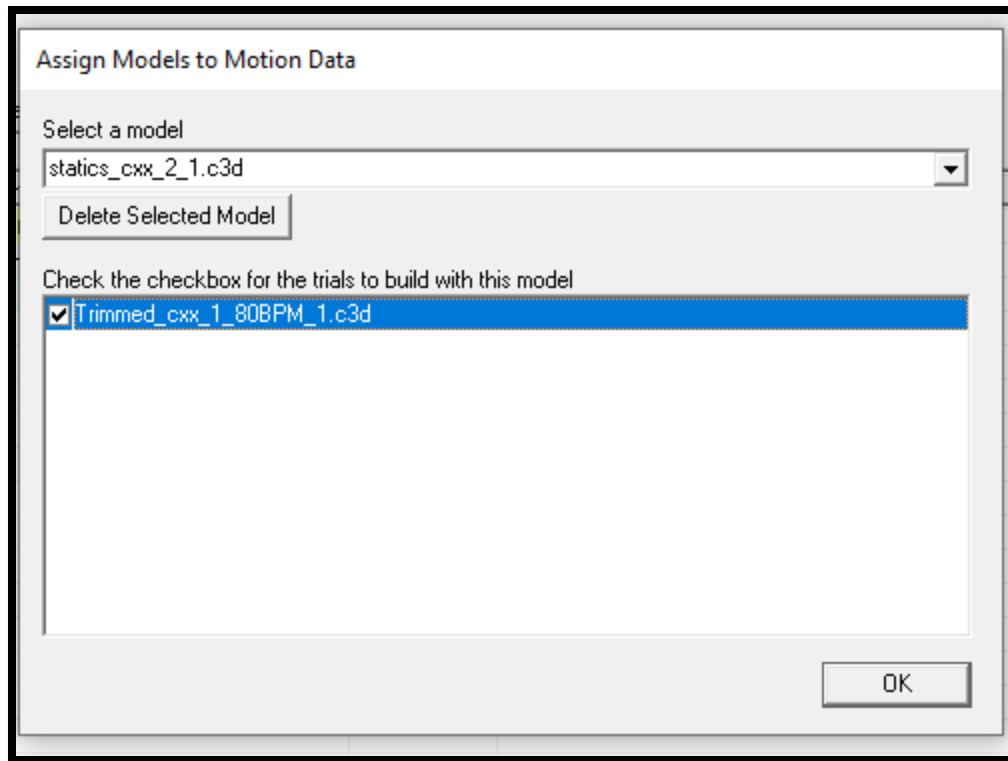 Assign Models to Motion Data
Select a model
statics_cxx_2_1.c3d
Delete Selected Model
Check the checkbox for the trials to build with this model
Trimmed_cxx_1_80BPM_1.c3d
OK